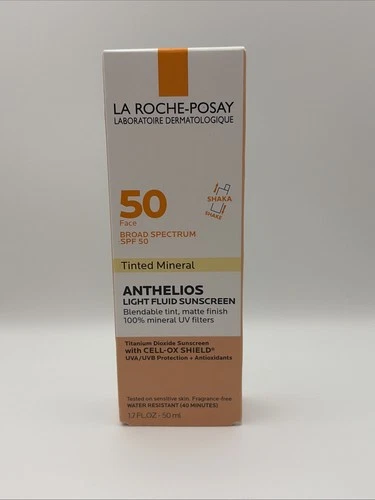 LA ROCHE-POSAY
LABORATOIRE DERMATOLOGIQUE
50
Face
BROAD SPECTRUM
SPF 50
SHAKA
SHAKE
Tinted Mineral
ANTHELIOS
LIGHT FLUID SUNSCREEN
Blendable tint, matte finish
100% mineral UV filters
Titanium Dioxide Sunscreen
with CELL-OX SHIELD®
UVA/UVB Protection + Antioxidants
Tested on sensitive skin. Fragrance-free
WATER RESISTANT (40 MINUTES)
1.7 FL.OZ - 50 mL